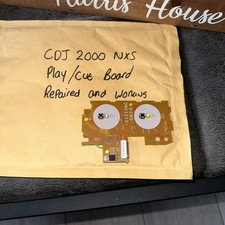 House
CDJ 2000 NXS
Play/Cue Board
Repaired and Working